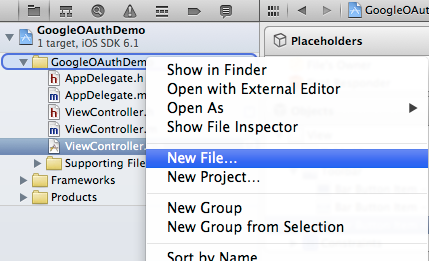 GoogleOAuthDemo
1 target, iOS SDK 6.1
GoogleOAuthDem
AppDelegate.h
AppDelegate.m
ViewController.h
ViewController.m
ViewController.
Supporting File
Frameworks
Products
GoogleOAuthD
Placeholders
Show in Finder
Open with External Editor
Open As
Show File Inspector
New File...
New Project...
New Group
New Group from Selection
Sort by Name